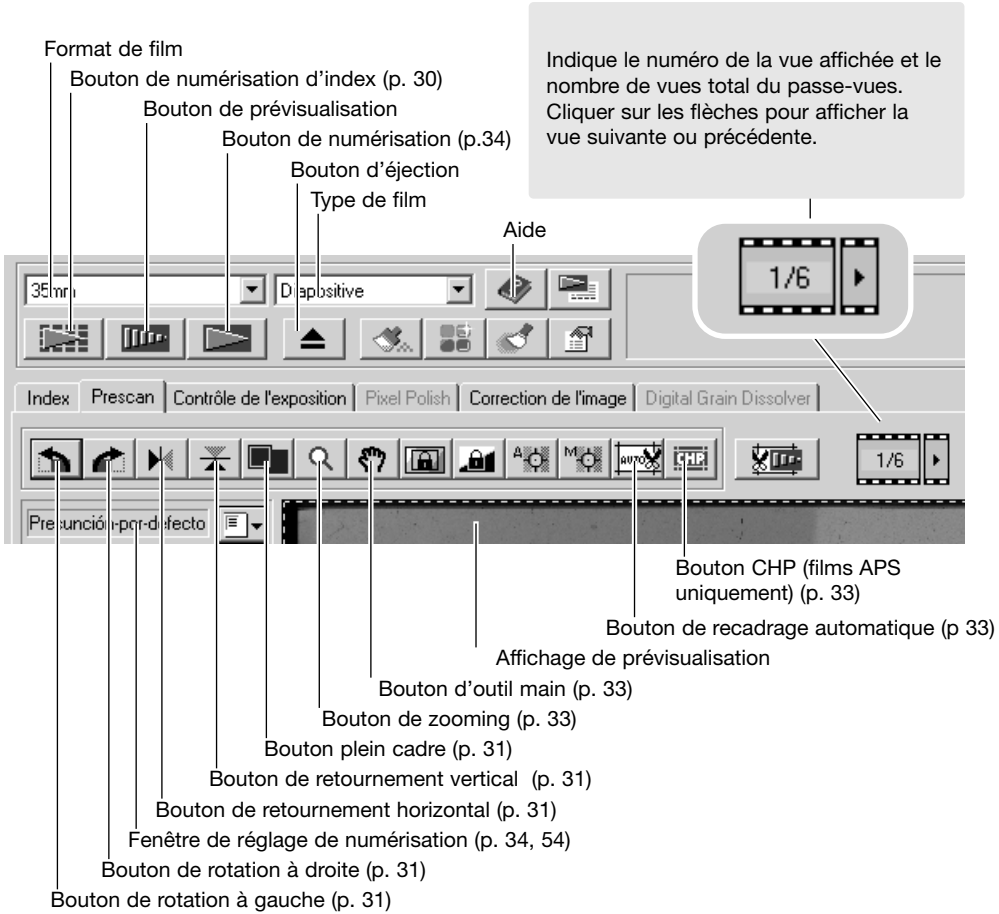 Format de film
Bouton de numérisation d'index (p. 30)
Bouton de prévisualisation
Bouton de numérisation (p.34)
Bouton d'éjection
Type de film
Aide
Indique le numéro de la vue affichée et le
nombre de vues total du passe-vues.
Cliquer sur les flèches pour afficher la
vue suivante ou précédente.
1/6
35mm
Diapositive
Index
Prescan
Contrôle de l'exposition
Pixel Polish
Correction de l'image
Digital Grain Dissolver
A
M
AUTO
CHP
1/6
Presunción-por-defecto
Bouton CHP (films APS
uniquement) (p. 33)
Bouton de recadrage automatique (p 33)
Affichage de prévisualisation
Bouton d'outil main (p. 33)
Bouton de zooming (p. 33)
Bouton plein cadre (p. 31)
Bouton de retournement vertical (p. 31)
Bouton de retournement horizontal (p. 31)
Fenêtre de réglage de numérisation (p. 34, 54)
Bouton de rotation à droite (p. 31)
Bouton de rotation à gauche (p. 31)